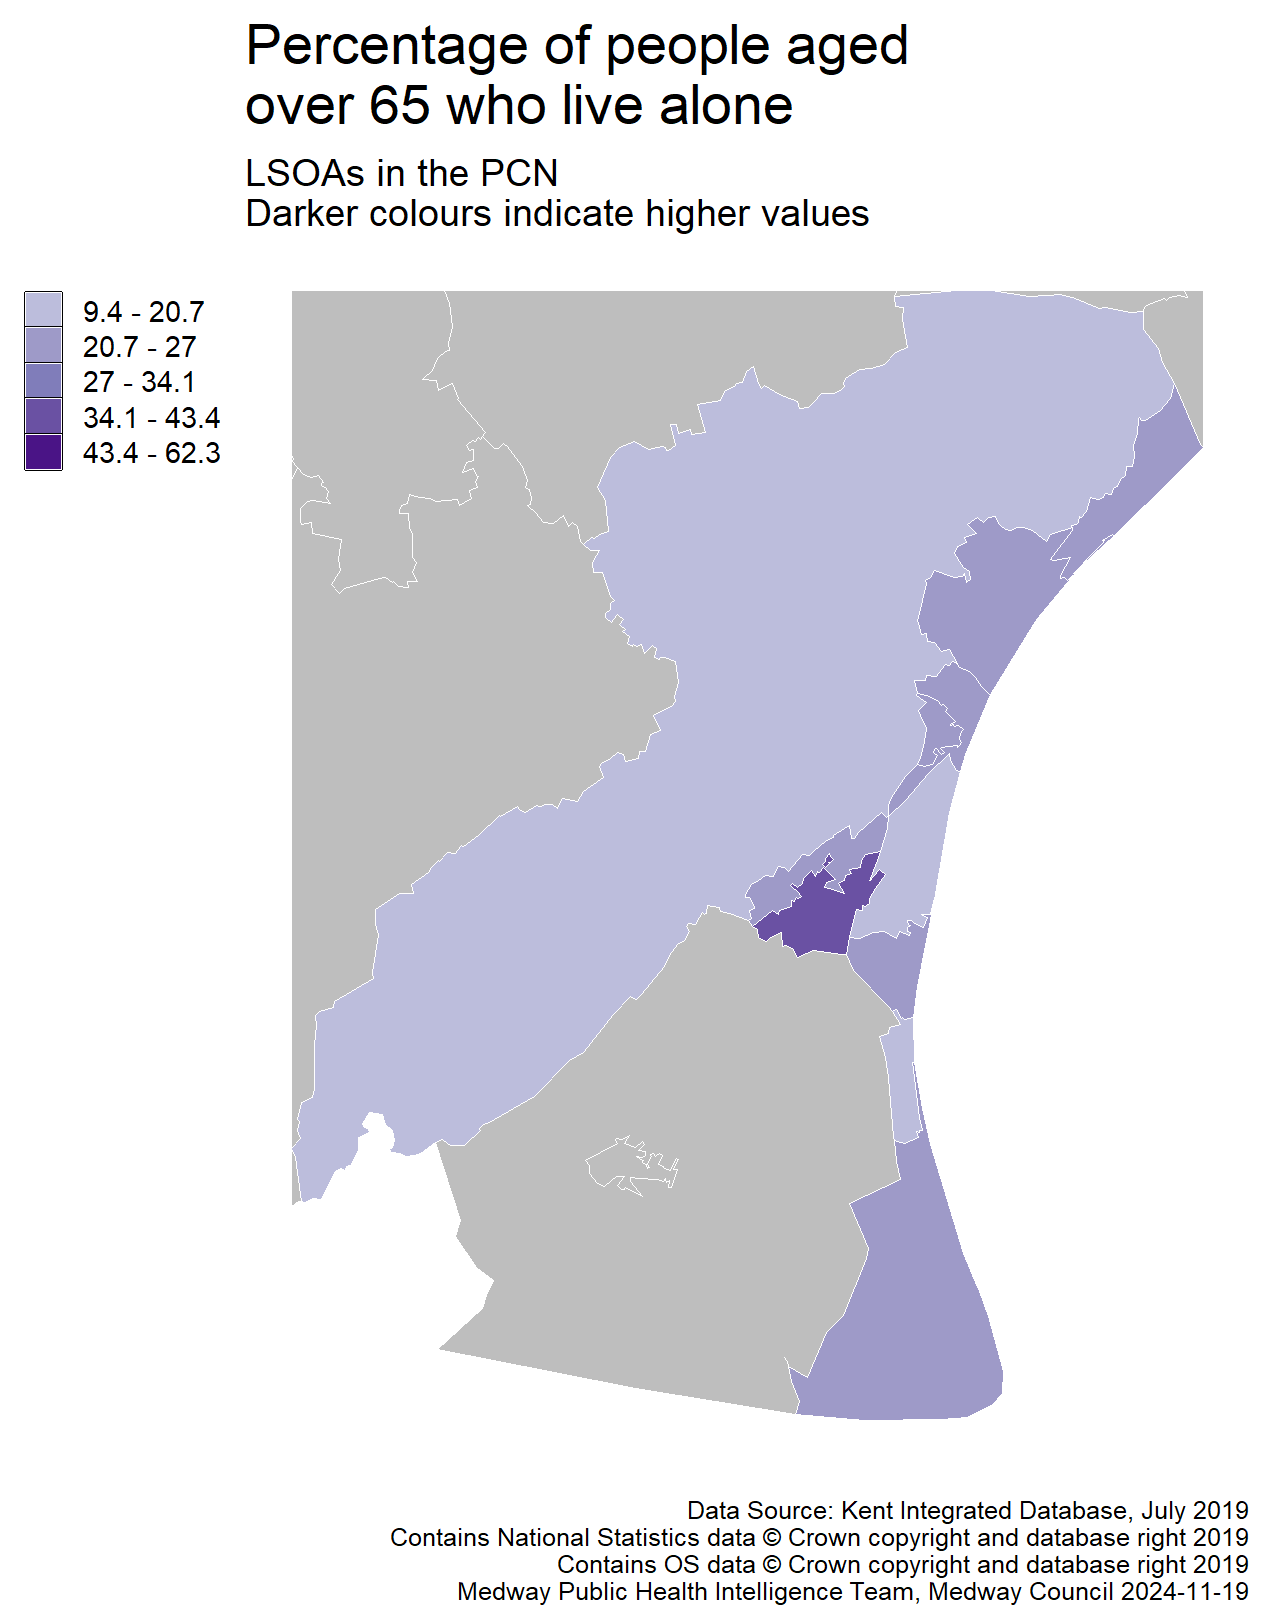 Percentage of people aged
over 65 who live alone
LSOAs in the PCN
Darker colours indicate higher values
9.4 - 20.7
20.7 - 27
27 - 34.1
34.1 - 43.4
43.4 - 62.3
Data Source: Kent Integrated Database, July 2019
Contains National Statistics data © Crown copyright and database right 2019
Contains OS data © Crown copyright and database right 2019
Medway Public Health Intelligence Team, Medway Council 2024-11-19